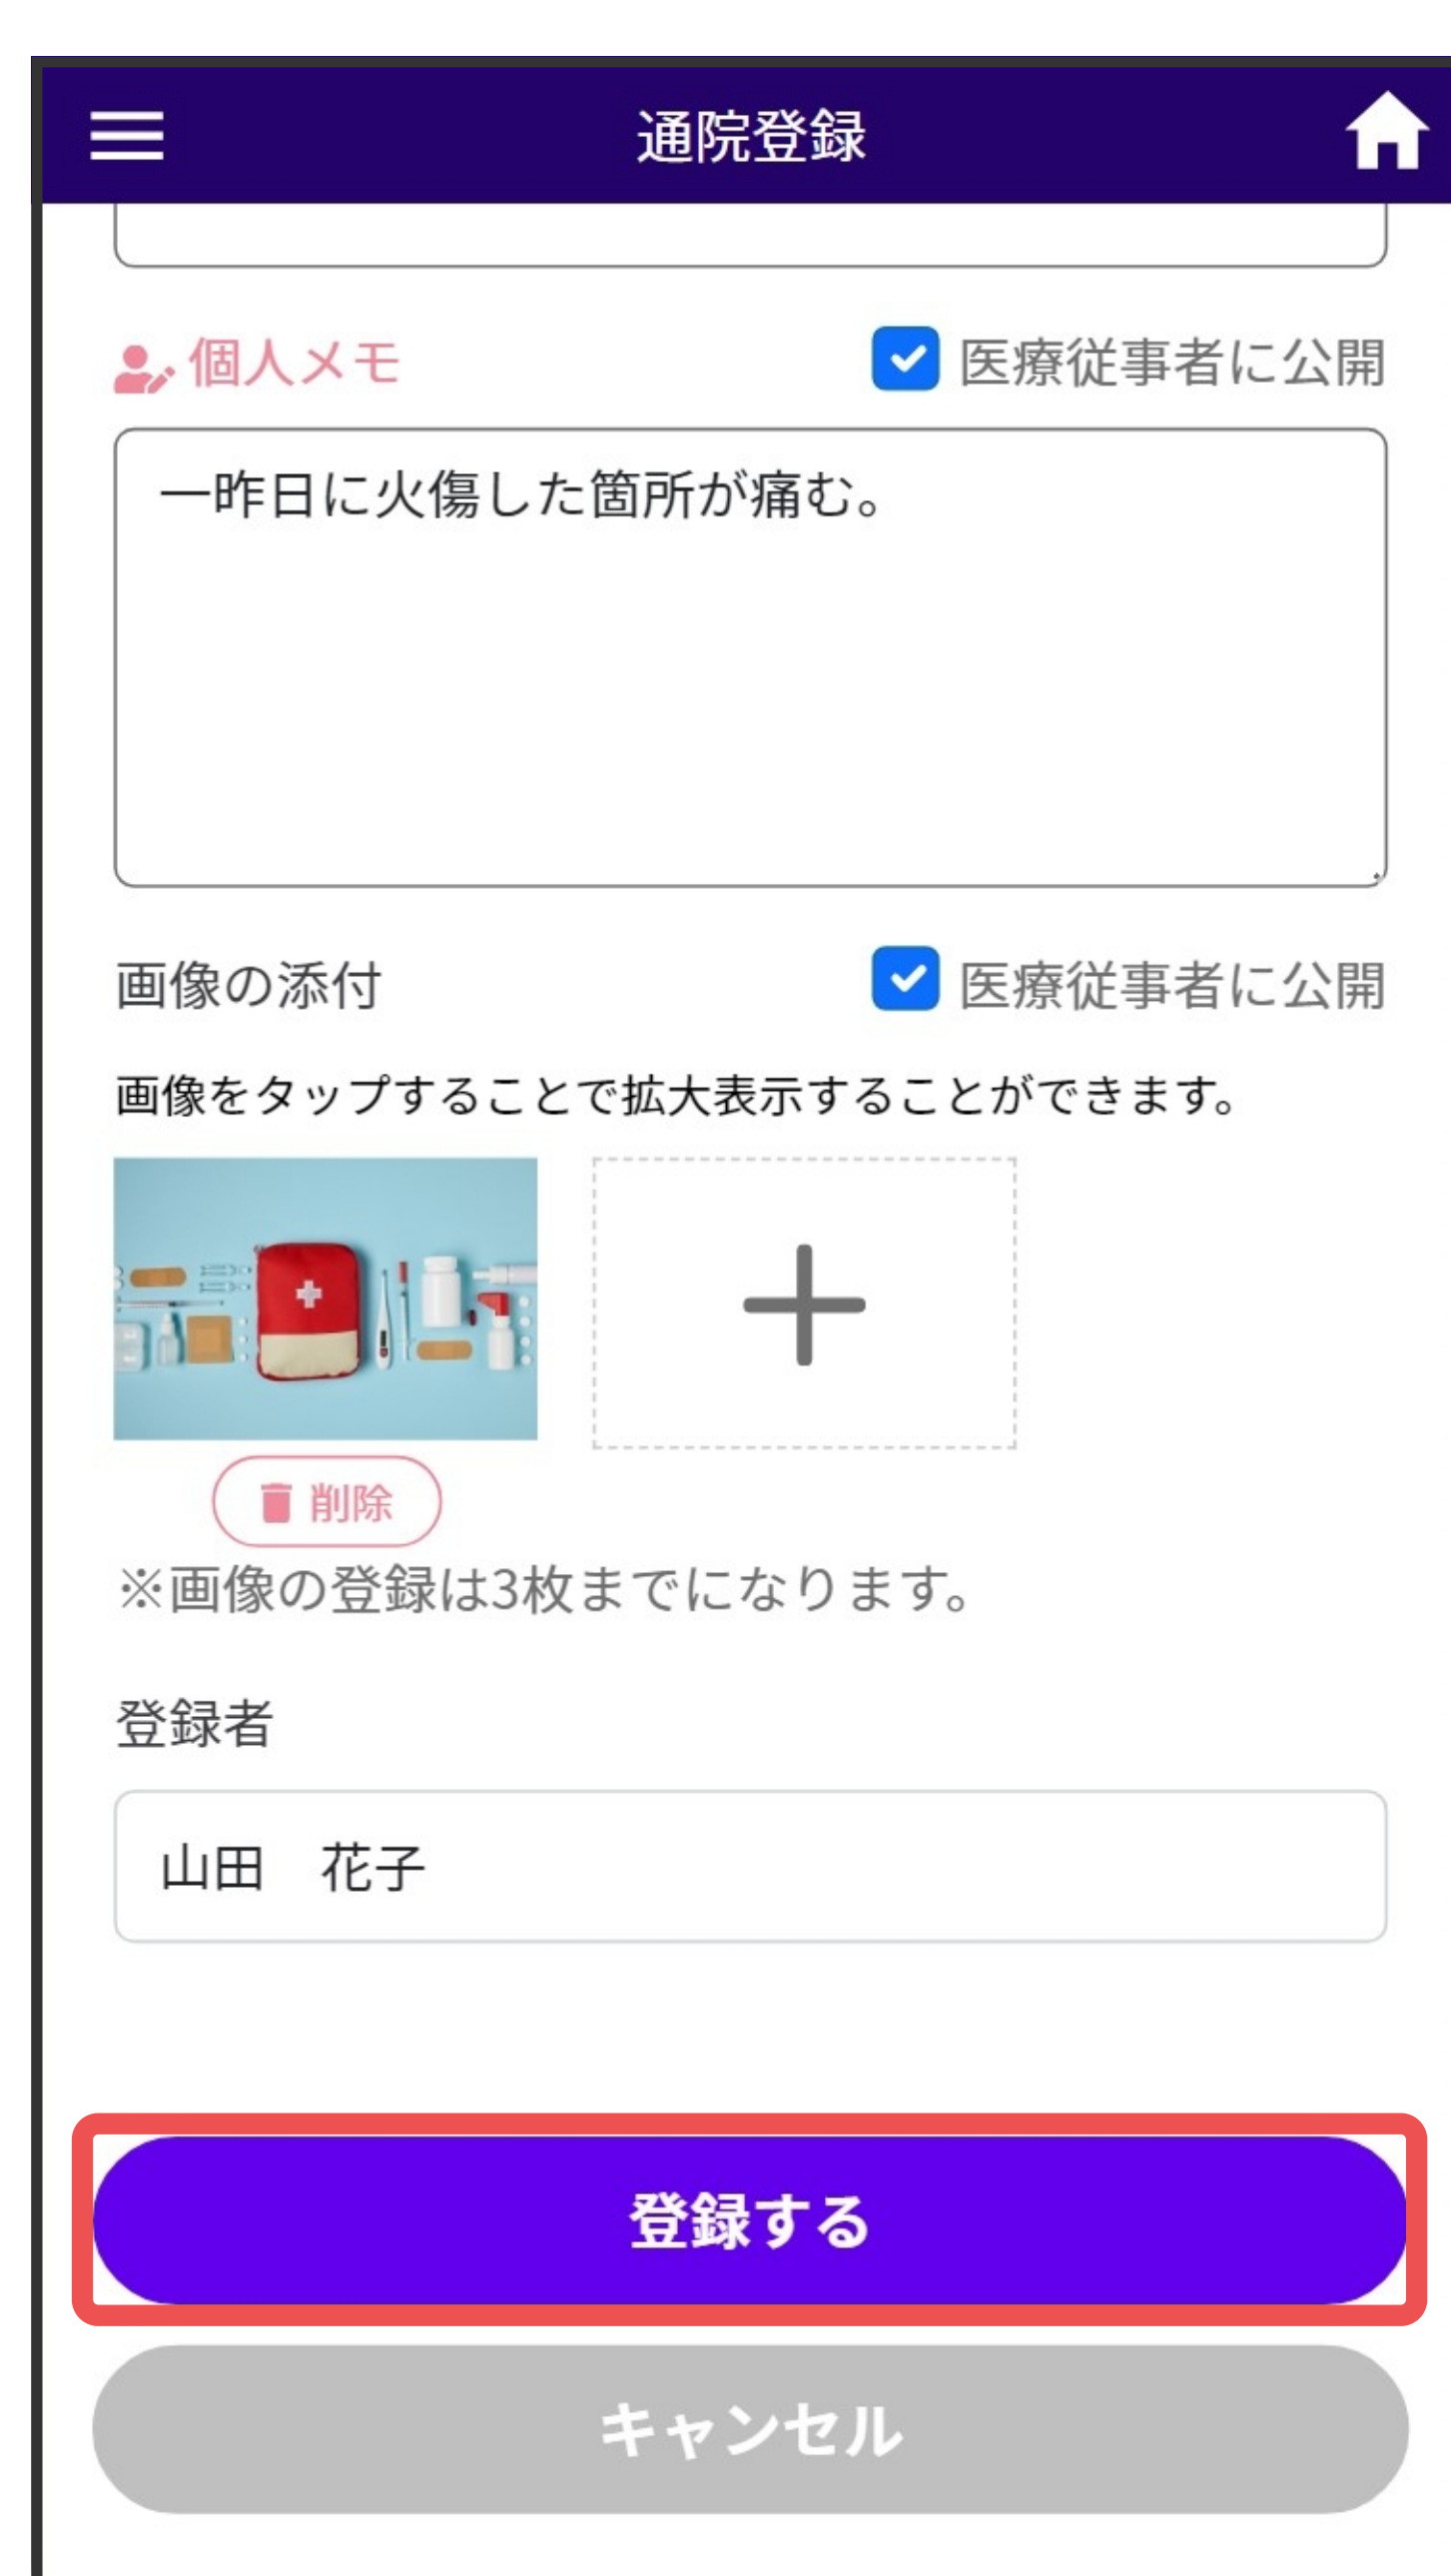 通院登録
個人メモ
医療従事者に公開
一昨日に火傷した箇所が痛む。
画像の添付
医療従事者に公開
画像をタップすることで拡大表示することができます。
削除
※画像の登録は3枚までになります。
登録者
山田　花子
登録する
キャンセル